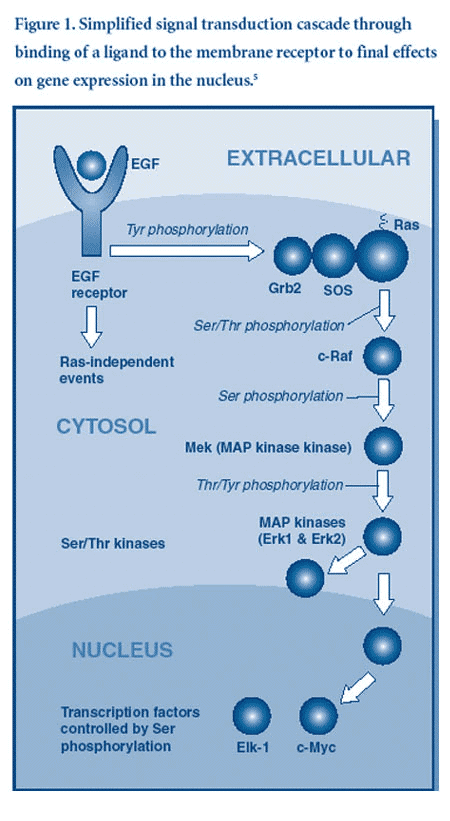 Figure 1. Simplified signal transduction cascade through
binding of a ligand to the membrane receptor to final effects
on gene expression in the nucleus.⁵
EGF
EXTRACELLULAR
Tyr phosphorylation
Ras
Grb2
SOS
EGF
receptor
Ser/Thr phosphorylation
c-Raf
Ras-independent
events
Ser phosphorylation
CYTOSOL
Mek (MAP kinase kinase)
Thr/Tyr phosphorylation
MAP kinases
(Erk1 & Erk2)
Ser/Thr kinases
NUCLEUS
Transcription factors
controlled by Ser
phosphorylation
Elk-1
c-Myc